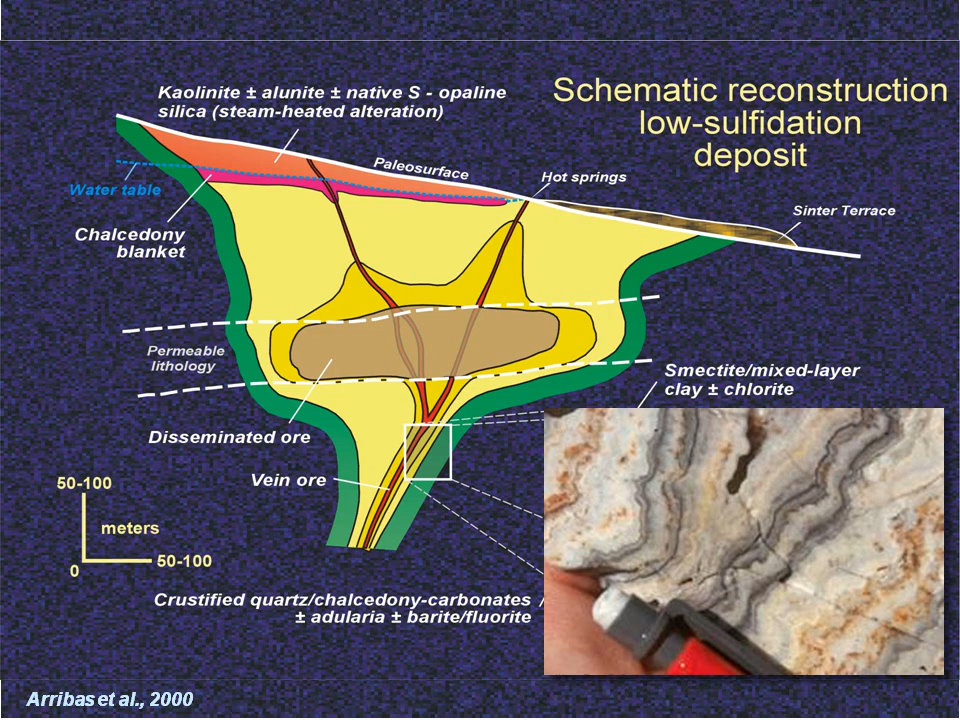 Schematic reconstruction
low-sulfidation
deposit
Kaolinite ± alunite ± native S - opaline
silica (steam-heated alteration)
Paleosurface
Water table
Hot springs
Sinter Terrace
Chalcedony
blanket
Permeable
lithology
Smectite/mixed-layer
clay ± chlorite
Disseminated ore
Vein ore
50-100
meters
0
50-100
Crustified quartz/chalcedony-carbonates
± adularia ± barite/fluorite
Arribas et al., 2000